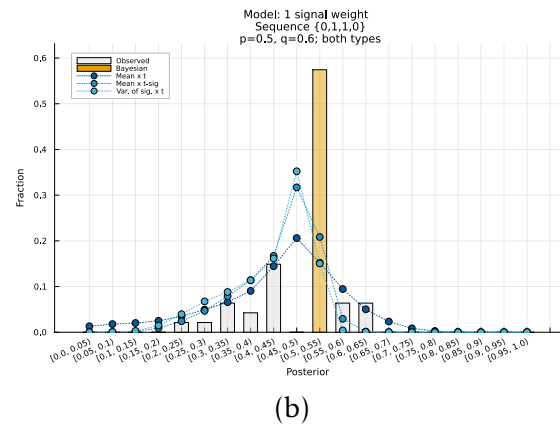 Model: 1 signal weight
Sequence {0,1,1,0}
p=0.5, q=0.6; both types
Observed
Bayesian
Mean x t
Mean x t-sig
Var. of sig. x t
Fraction
0,6
0,5
0,4
0,3
0,2
0,1
0,0
[0.0, 0.05)
[0.05, 0.1)
[0.1, 0.15)
[0.15, 0.2)
[0.2, 0.25)
[0.25, 0.3)
[0.3, 0.35)
[0.35, 0.4)
[0.4, 0.45)
[0.45, 0.5)
[0.5, 0.55)
[0.55, 0.6)
[0.6, 0.65)
[0.65, 0.7)
[0.7, 0.75)
[0.75, 0.8)
[0.8, 0.85)
[0.85, 0.9)
[0.9, 0.95)
[0.95, 1.0)
Posterior
(b)